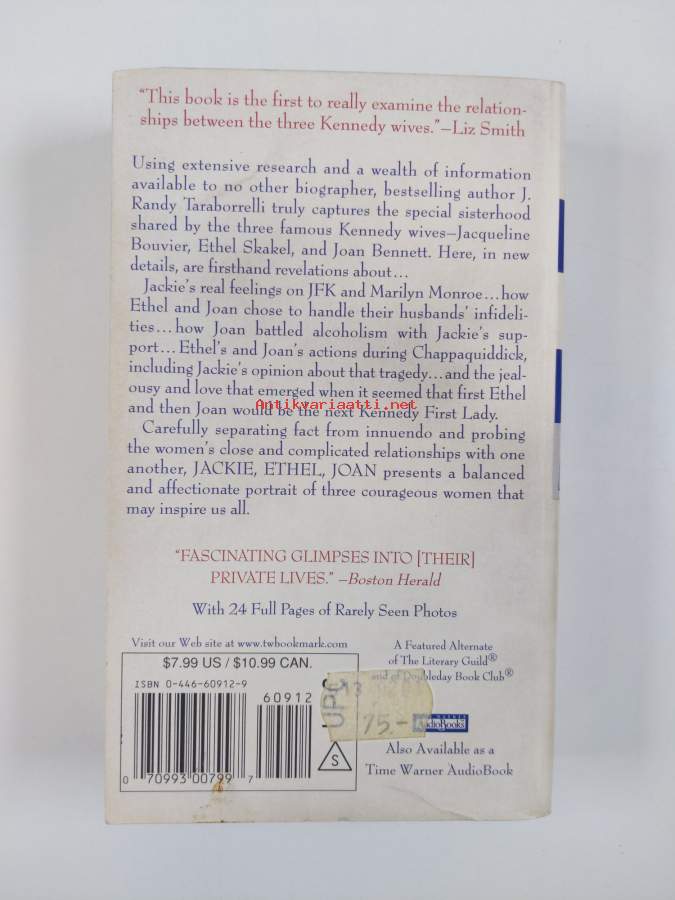 "This book is the first to really examine the relation-
ships between the three Kennedy wives."—Liz Smith
Using extensive research and a wealth of information
available to no other biographer, bestselling author J.
Randy Taraborrelli truly captures the special sisterhood
shared by the three famous Kennedy wives—Jacqueline
Bouvier, Ethel Skakel, and Joan Bennett. Here, in new
details, are firsthand revelations about...
Jackie's real feelings on JFK and Marilyn Monroe...how
Ethel and Joan chose to handle their husbands' infideli-
ties...how Joan battled alcoholism with Jackie's sup-
port...Ethel's and Joan's actions during Chappaquiddick,
including Jackie's opinion about that tragedy...and the jeal-
ousy and love that emerged when it seemed that first Ethel
Antikvariaatti.net
and then Joan would be the next Kennedy First Lady.
Carefully separating fact from innuendo and probing
the women's close and complicated relationships with one
another, JACKIE, ETHEL, JOAN presents a balanced
and affectionate portrait of three courageous women that
may inspire us all.
"FASCINATING GLIMPSES INTO [THEIR]
PRIVATE LIVES." —Boston Herald
With 24 Full Pages of Rarely Seen Photos
Visit our Web site at www.twbookmark.com
$7.99 US / $10.99 CAN.
ISBN 0-446-60912-9
60912
0 70993 00799 7
UPC
S
A Featured Alternate
of The Literary Guild®
and of Doubleday Book Club®
75.-
AudioBooks
Also Available as a
Time Warner AudioBook